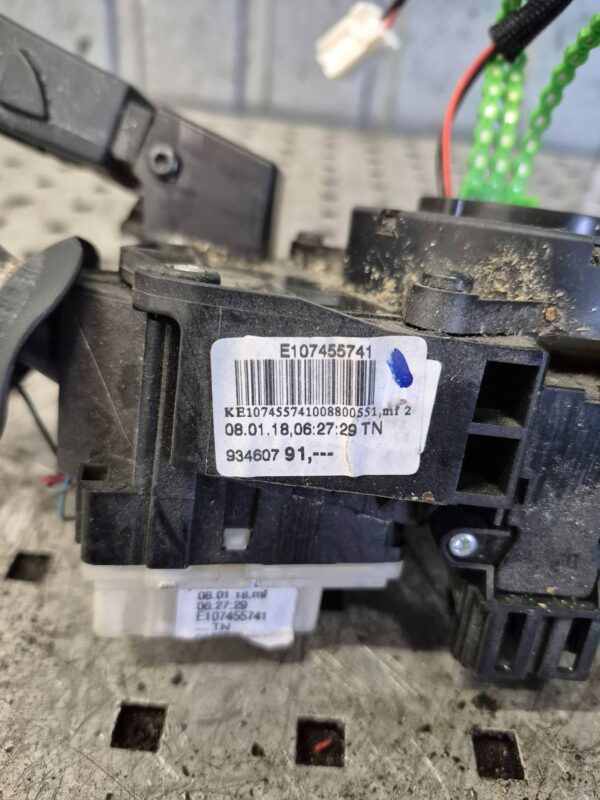 E107455741
KE107455741008800551,mf 2
08.01.18,06:27:29 TN
934607 91,---
08.01.18,mf
06:27:29
E107455741
--- TN